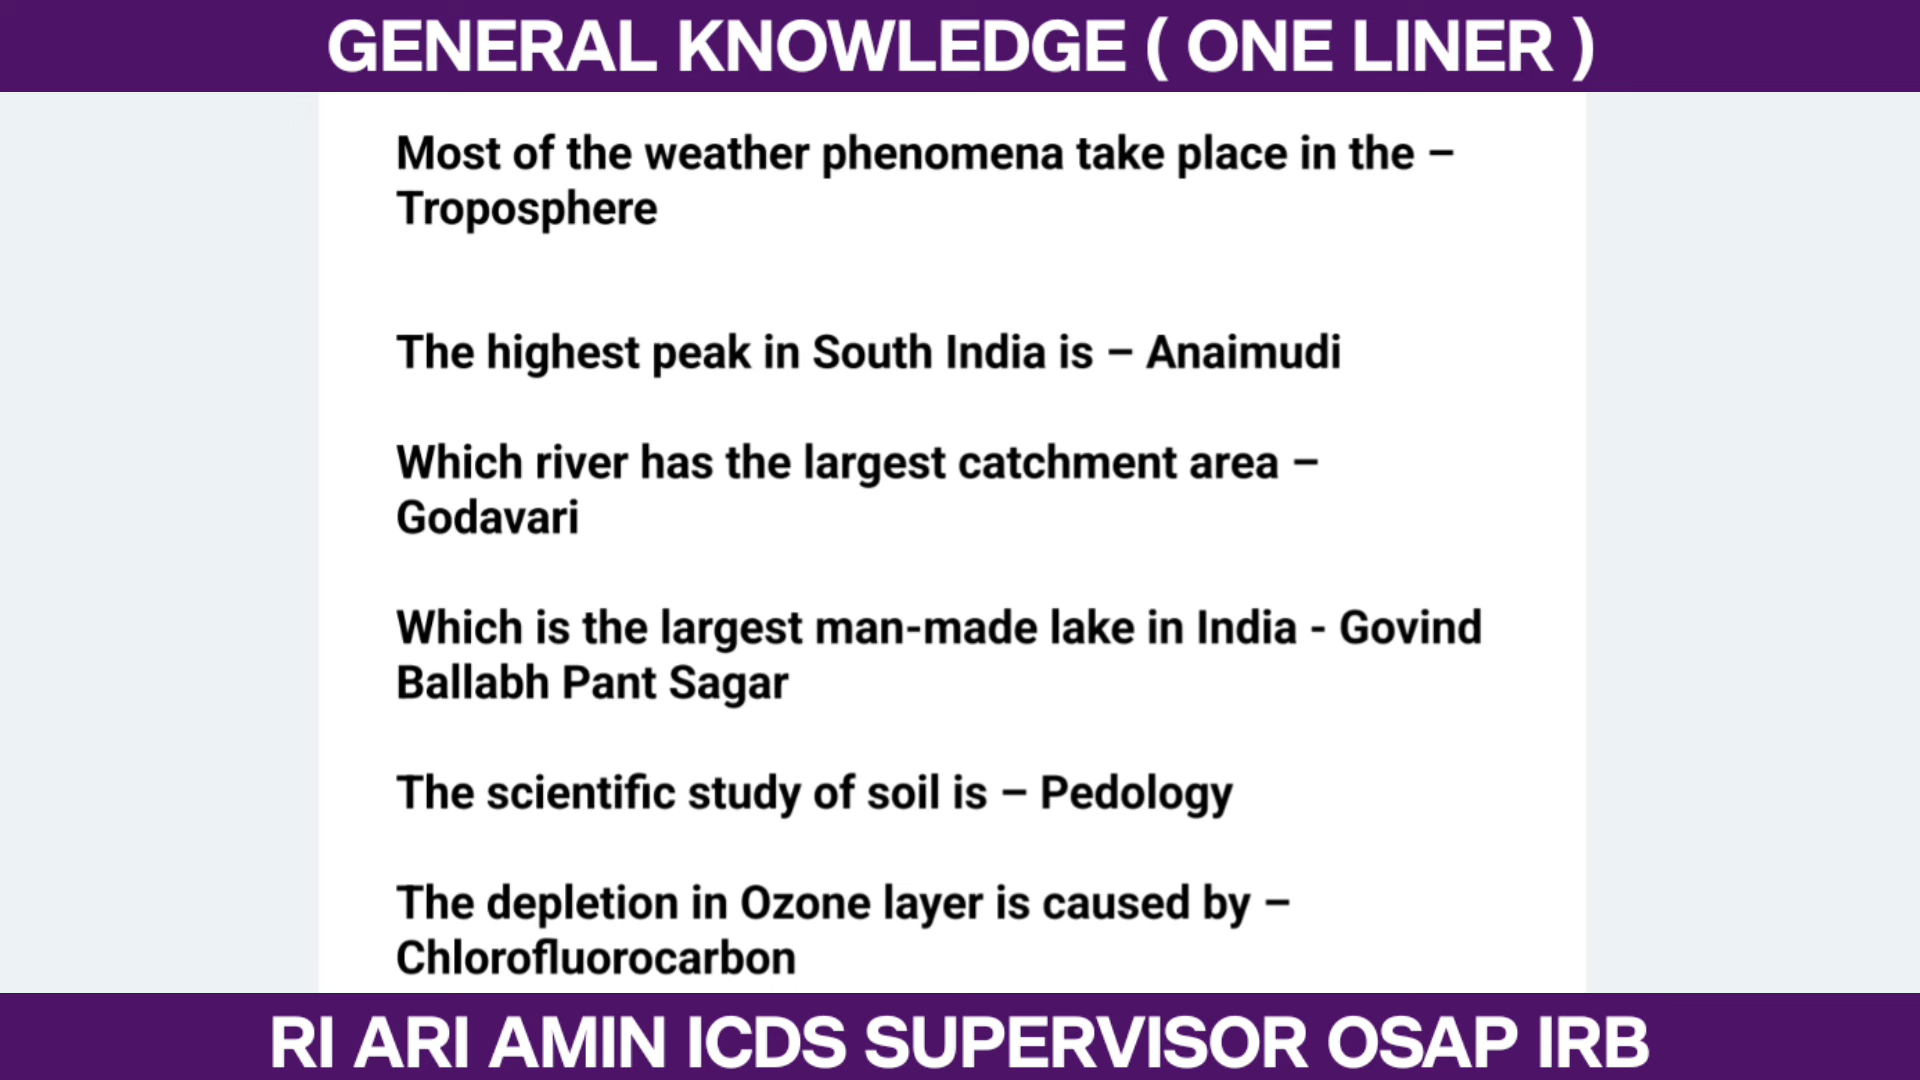 GENERAL KNOWLEDGE ( ONE LINER )
Most of the weather phenomena take place in the –
Troposphere
The highest peak in South India is – Anaimudi
Which river has the largest catchment area –
Godavari
Which is the largest man-made lake in India - Govind
Ballabh Pant Sagar
The scientific study of soil is – Pedology
The depletion in Ozone layer is caused by –
Chlorofluorocarbon
RI ARI AMIN ICDS SUPERVISOR OSAP IRB